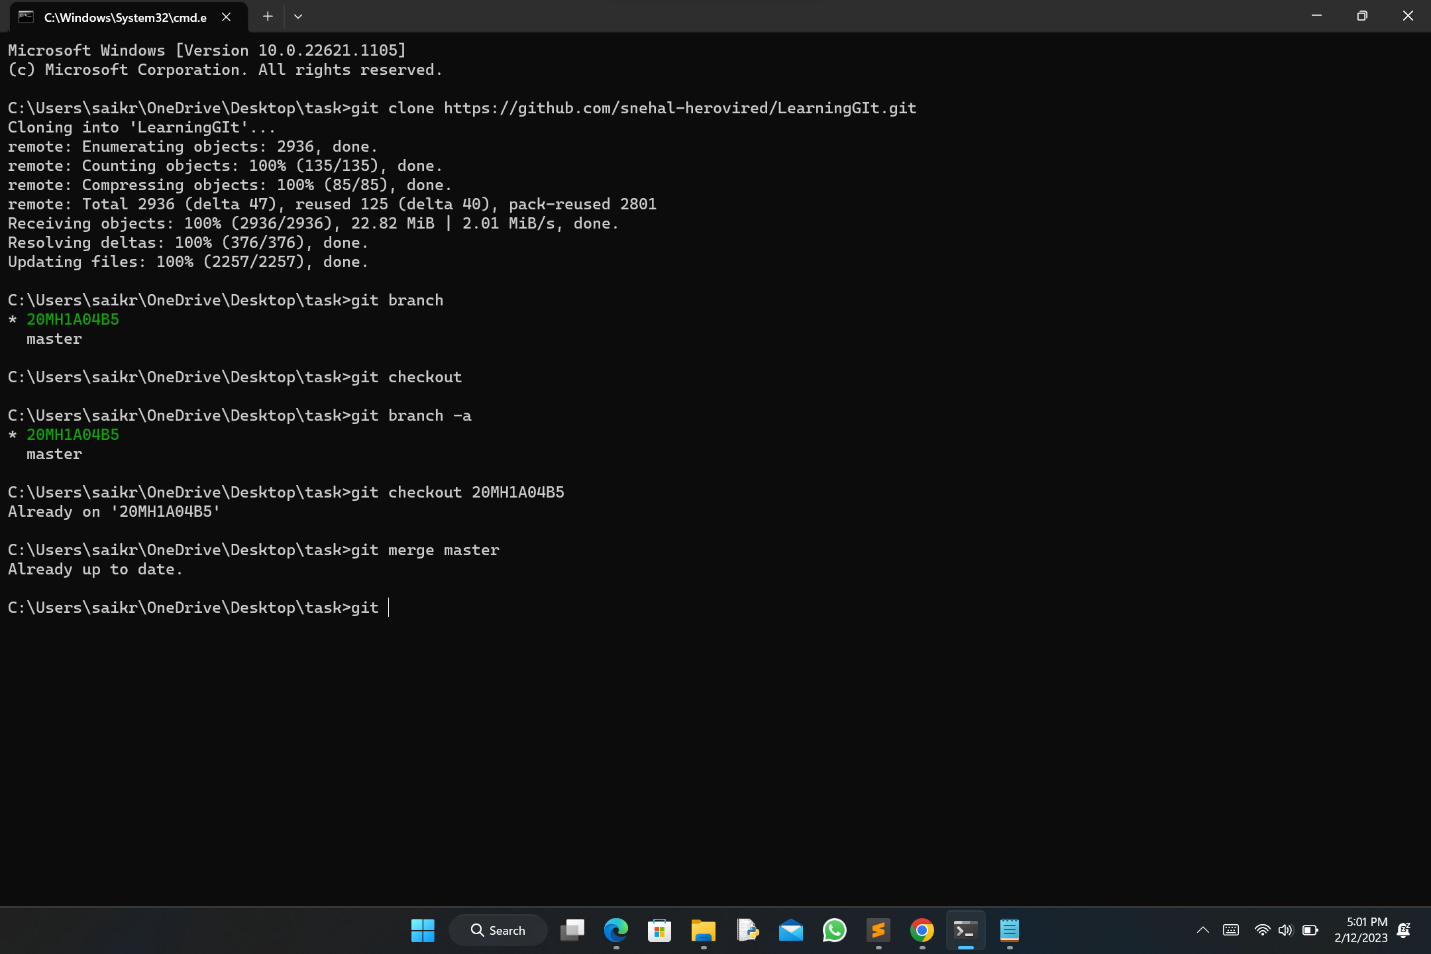 C:\Windows\System32\cmd.e
Microsoft Windows [Version 10.0.22621.1105]
(c) Microsoft Corporation. All rights reserved.
C:\Users\saikr\OneDrive\Desktop\task>git clone https://github.com/snehal-herovired/LearningGIt.git
Cloning into 'LearningGIt'...
remote: Enumerating objects: 2936, done.
remote: Counting objects: 100% (135/135), done.
remote: Compressing objects: 100% (85/85), done.
remote: Total 2936 (delta 47), reused 125 (delta 40), pack-reused 2801
Receiving objects: 100% (2936/2936), 22.82 MiB | 2.01 MiB/s, done.
Resolving deltas: 100% (376/376), done.
Updating files: 100% (2257/2257), done.
C:\Users\saikr\OneDrive\Desktop\task>git branch
* 20MH1A04B5
master
C:\Users\saikr\OneDrive\Desktop\task>git checkout
C:\Users\saikr\OneDrive\Desktop\task>git branch -a
* 20MH1A04B5
master
C:\Users\saikr\OneDrive\Desktop\task>git checkout 20MH1A04B5
Already on '20MH1A04B5'
C:\Users\saikr\OneDrive\Desktop\task>git merge master
Already up to date.
C:\Users\saikr\OneDrive\Desktop\task>git
Search
5:01 PM
2/12/2023